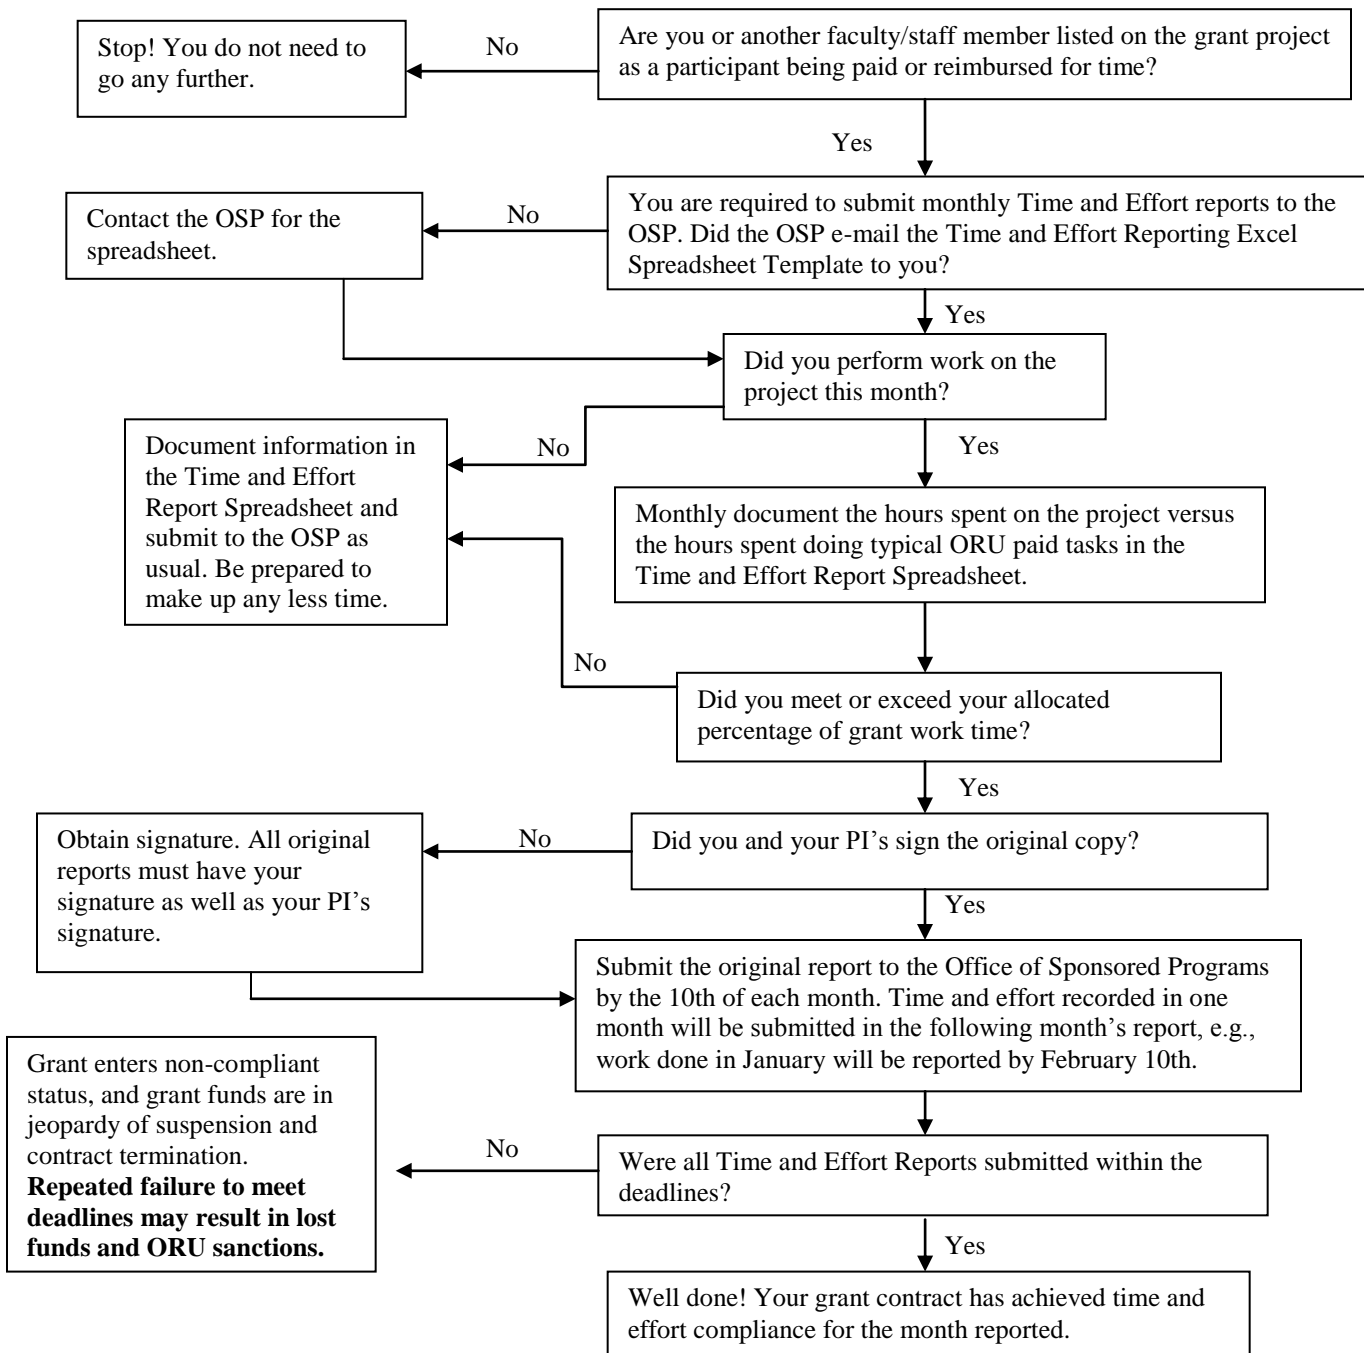 Are you or another faculty/staff member listed on the grant project
as a participant being paid or reimbursed for time?
No
Stop! You do not need to
go any further.
Yes
You are required to submit monthly Time and Effort reports to the
OSP. Did the OSP e-mail the Time and Effort Reporting Excel
Spreadsheet Template to you?
No
Contact the OSP for the
spreadsheet.
Yes
Did you perform work on the
project this month?
No
Document information in
the Time and Effort
Report Spreadsheet and
submit to the OSP as
usual. Be prepared to
make up any less time.
Yes
Monthly document the hours spent on the project versus
the hours spent doing typical ORU paid tasks in the
Time and Effort Report Spreadsheet.
No
Did you meet or exceed your allocated
percentage of grant work time?
Yes
Did you and your PI’s sign the original copy?
No
Obtain signature. All original
reports must have your
signature as well as your PI’s
signature.
Yes
Submit the original report to the Office of Sponsored Programs
by the 10th of each month. Time and effort recorded in one
month will be submitted in the following month’s report, e.g.,
work done in January will be reported by February 10th.
Were all Time and Effort Reports submitted within the
deadlines?
No
Grant enters non-compliant
status, and grant funds are in
jeopardy of suspension and
contract termination.
Repeated failure to meet
deadlines may result in lost
funds and ORU sanctions.
Yes
Well done! Your grant contract has achieved time and
effort compliance for the month reported.